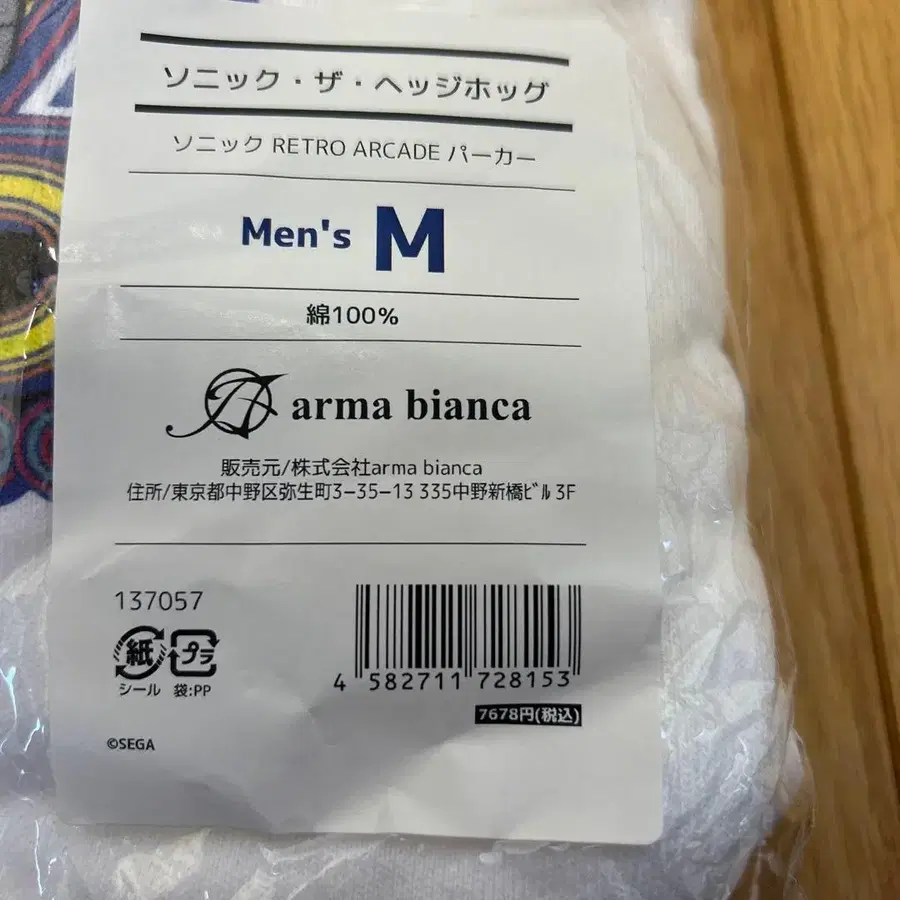 ソニック・ザ・ヘッジホッグ
ソニック RETRO ARCADE パーカー
Men's M
綿100%
arma bianca
販売元/株式会社arma bianca
住所/東京都中野区弥生町3-35-13 335中野新橋ビル 3F
137057
紙 プラ
シール 袋:PP
4 582711 728153
7678円(税込)
©SEGA